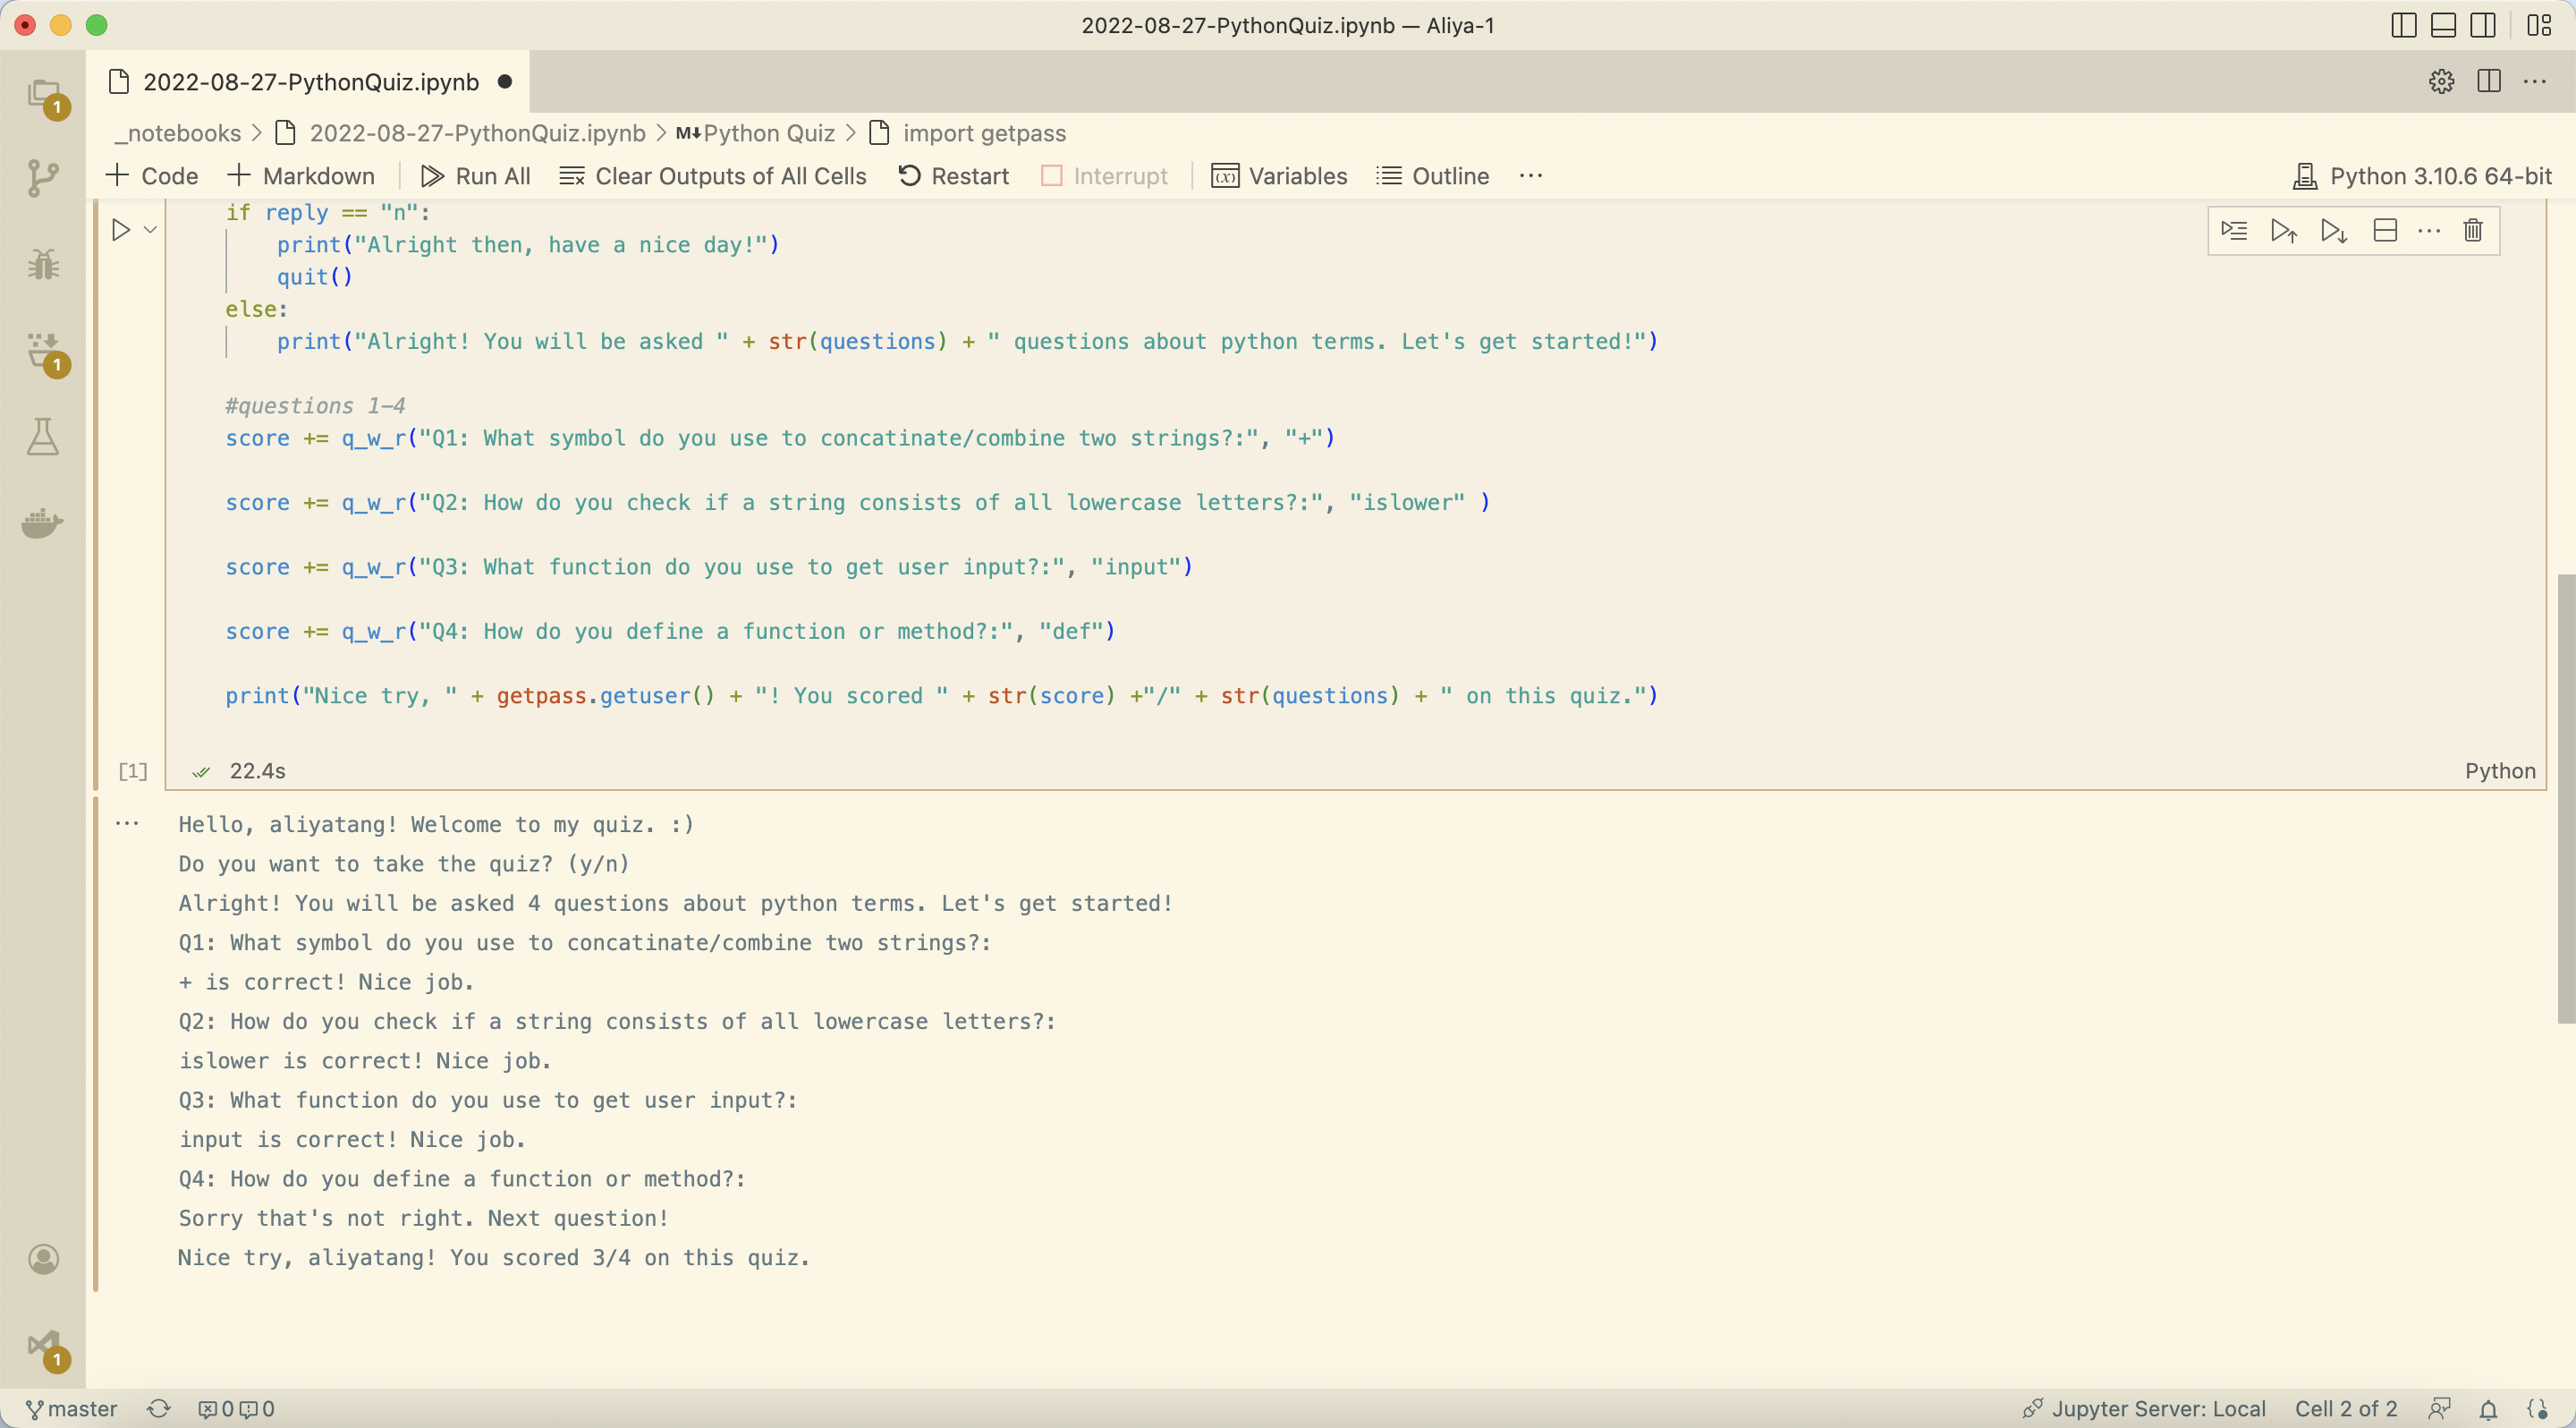 2022-08-27-PythonQuiz.ipynb — Aliya-1
2022-08-27-PythonQuiz.ipynb
_notebooks > 2022-08-27-PythonQuiz.ipynb > M↓Python Quiz > import getpass
+ Code + Markdown Run All Clear Outputs of All Cells Restart Interrupt Variables Outline ··· Python 3.10.6 64-bit
if reply == "n":
    print("Alright then, have a nice day!")
    quit()
else:
    print("Alright! You will be asked " + str(questions) + " questions about python terms. Let's get started!")
#questions 1-4
score += q_w_r("Q1: What symbol do you use to concatinate/combine two strings?:", "+")
score += q_w_r("Q2: How do you check if a string consists of all lowercase letters?:", "islower" )
score += q_w_r("Q3: What function do you use to get user input?:", "input")
score += q_w_r("Q4: How do you define a function or method?:", "def")
print("Nice try, " + getpass.getuser() + "! You scored " + str(score) +"/" + str(questions) + " on this quiz.")
[1] 22.4s Python
Hello, aliyatang! Welcome to my quiz. :)
Do you want to take the quiz? (y/n)
Alright! You will be asked 4 questions about python terms. Let's get started!
Q1: What symbol do you use to concatinate/combine two strings?:
+ is correct! Nice job.
Q2: How do you check if a string consists of all lowercase letters?:
islower is correct! Nice job.
Q3: What function do you use to get user input?:
input is correct! Nice job.
Q4: How do you define a function or method?:
Sorry that's not right. Next question!
Nice try, aliyatang! You scored 3/4 on this quiz.
1
1
1
master 0 0 Jupyter Server: Local Cell 2 of 2